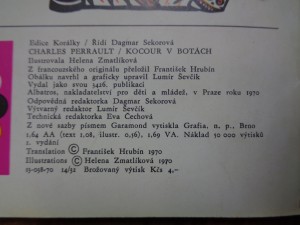 Edice Korálky / Řídí Dagmar Sekorová
CHARLES PERRAULT / KOCOUR V BOTÁCH
Ilustrovala Helena Zmatlíková
Z francouzského originálu přeložil František Hrubín
Obálku navrhl a graficky upravil Lumír Ševčík
Vydal jako svou 3426. publikaci
Albatros, nakladatelství pro děti a mládež, v Praze roku 1970
Odpovědná redaktorka Dagmar Sekorová
Výtvarný redaktor Lumír Ševčík
Technická redaktorka Eva Čechová
Z nové sazby písmem Garamond vytiskla Grafia, n. p., Brno
1.64 AA (text 1.08, ilustr. 0.16), 1,69 VA. Náklad 50 000 výtisků
1. vydání
Translation © František Hrubín 1970
Illustrations © Helena Zmatlíková 1970
13-058-70 14/32 Brožovaný výtisk Kčs 4,–